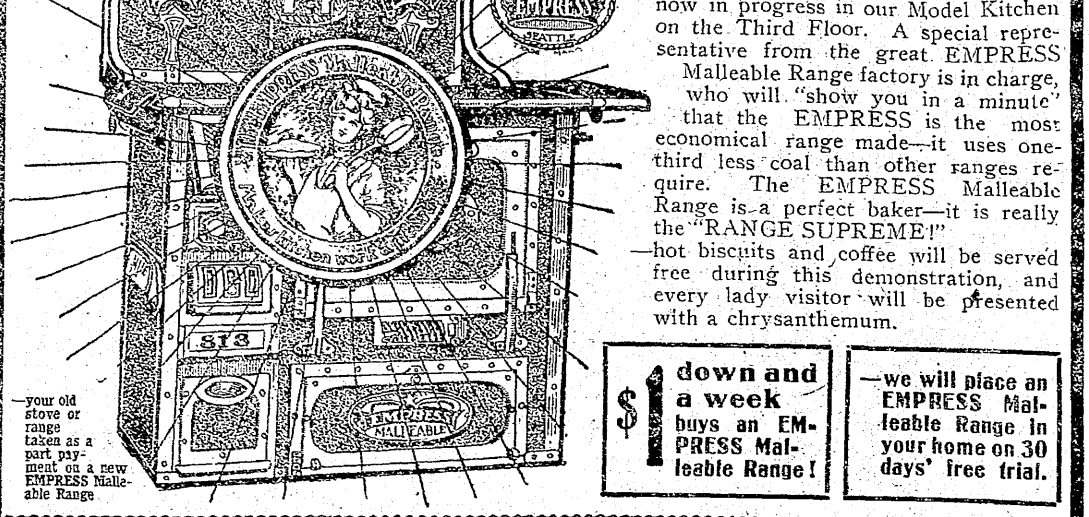 EMPRESS
SEATTLE
now in progress in our Model Kitchen
on the Third Floor. A special repre-
sentative from the great EMPRESS
Malleable Range factory is in charge,
who will "show you in a minute"
that the EMPRESS is the most
economical range made—it uses one-
third less coal than other ranges re-
quire. The EMPRESS Malleable
Range is a perfect baker—it is really
the "RANGE SUPREME!"
—hot biscuits and coffee will be served
free during this demonstration, and
every lady visitor will be presented
with a chrysanthemum.
kitchen work
813
EMPRESS
MALLEABLE
—your old
stove or
range
taken as a
part pay-
ment on a new
EMPRESS Malle-
able Range
$1 down and
a week
buys an EM-
PRESS Mal-
leable Range!
—we will place an
EMPRESS Mal-
leable Range in
your home on 30
days' free trial.